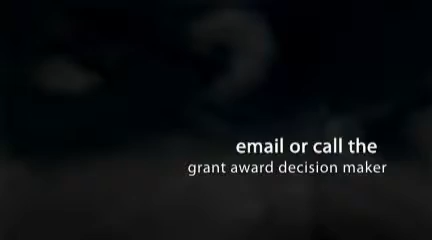 email or call the
grant award decision maker